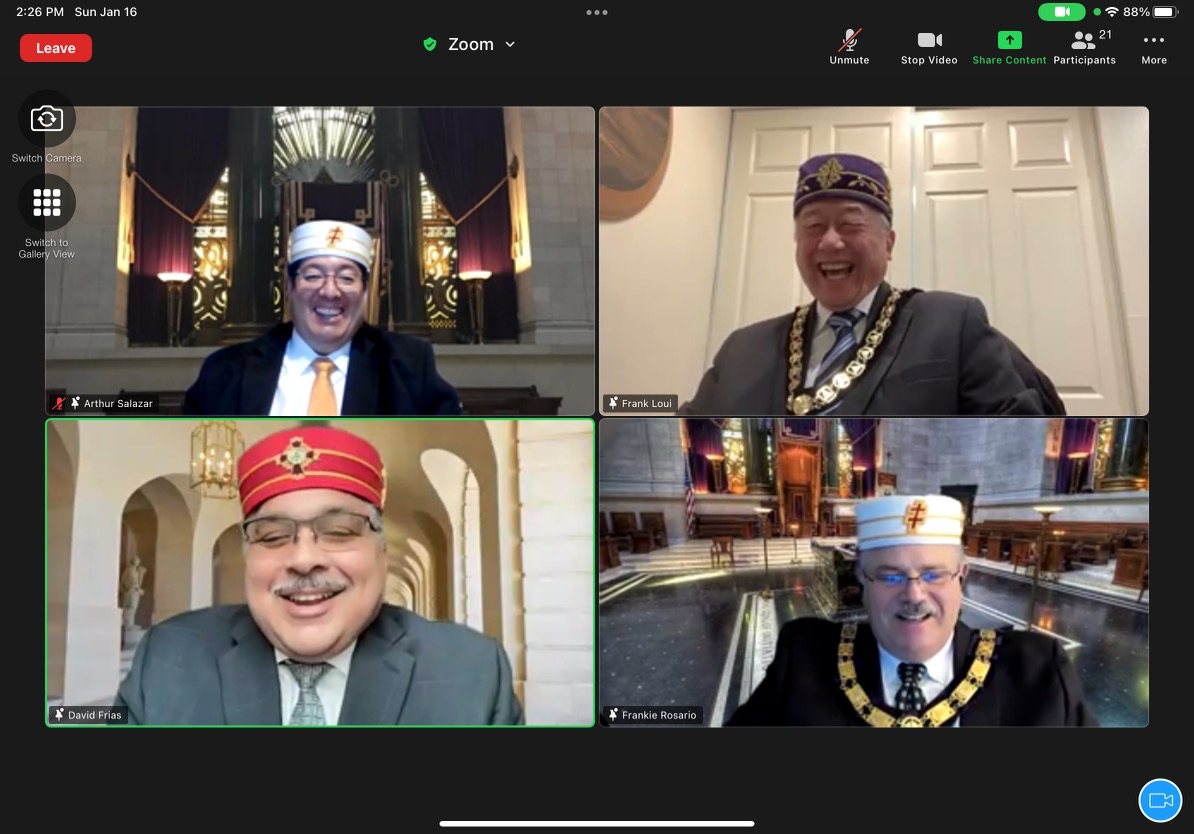 2:26 PM Sun Jan 16
88%
Leave
Zoom
21
Unmute
Stop Video
Share Content
Participants
More
Switch Camera
Switch to
Gallery View
Arthur Salazar
Frank Loui
David Frias
Frankie Rosario